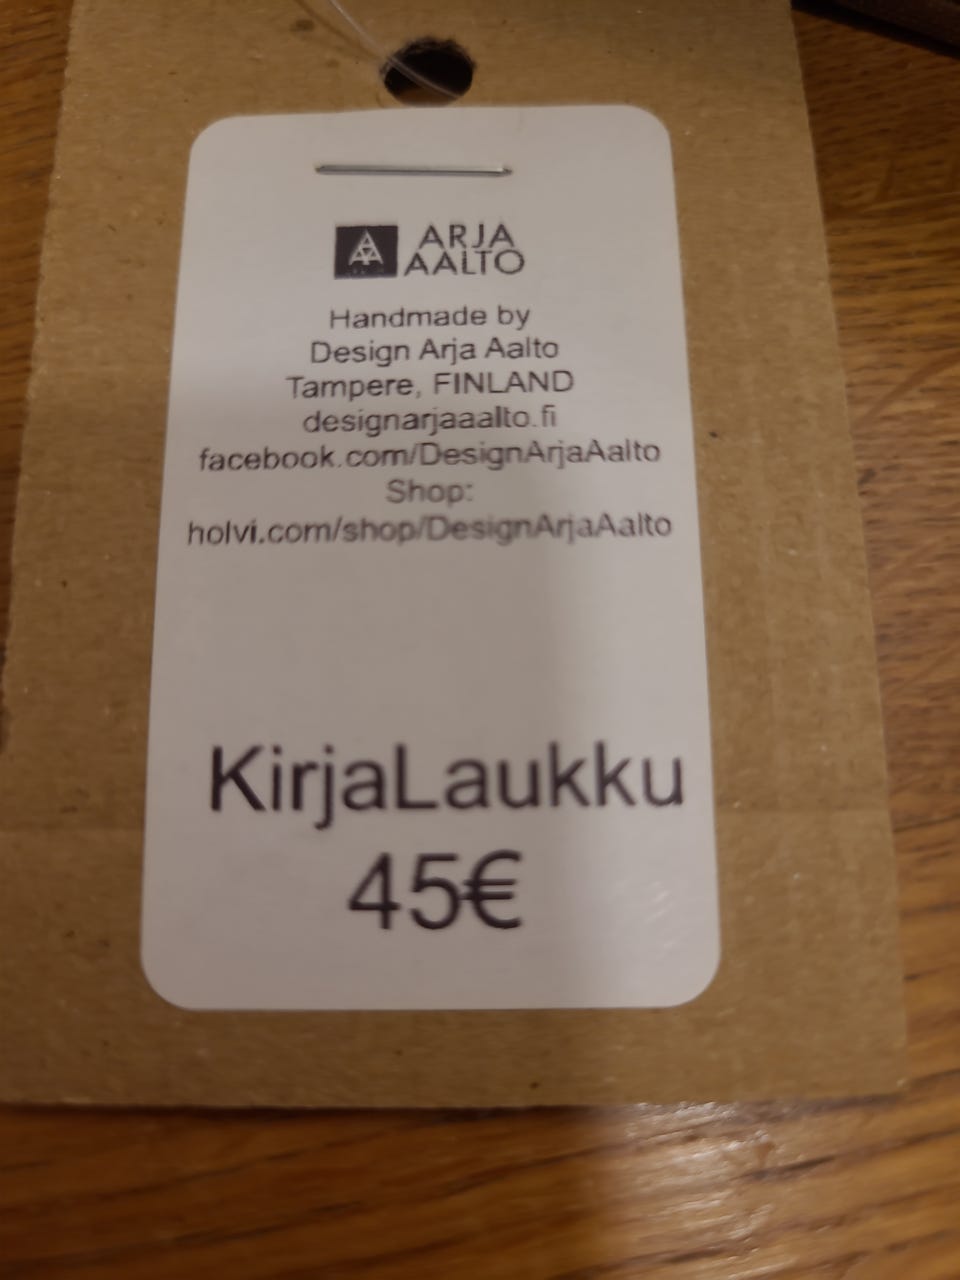 ARJA
AALTO
Handmade by
Design Arja Aalto
Tampere, FINLAND
designarjaaalto.fi
facebook.com/DesignArjaAalto
Shop:
holvi.com/shop/DesignArjaAalto
KirjaLaukku
45€